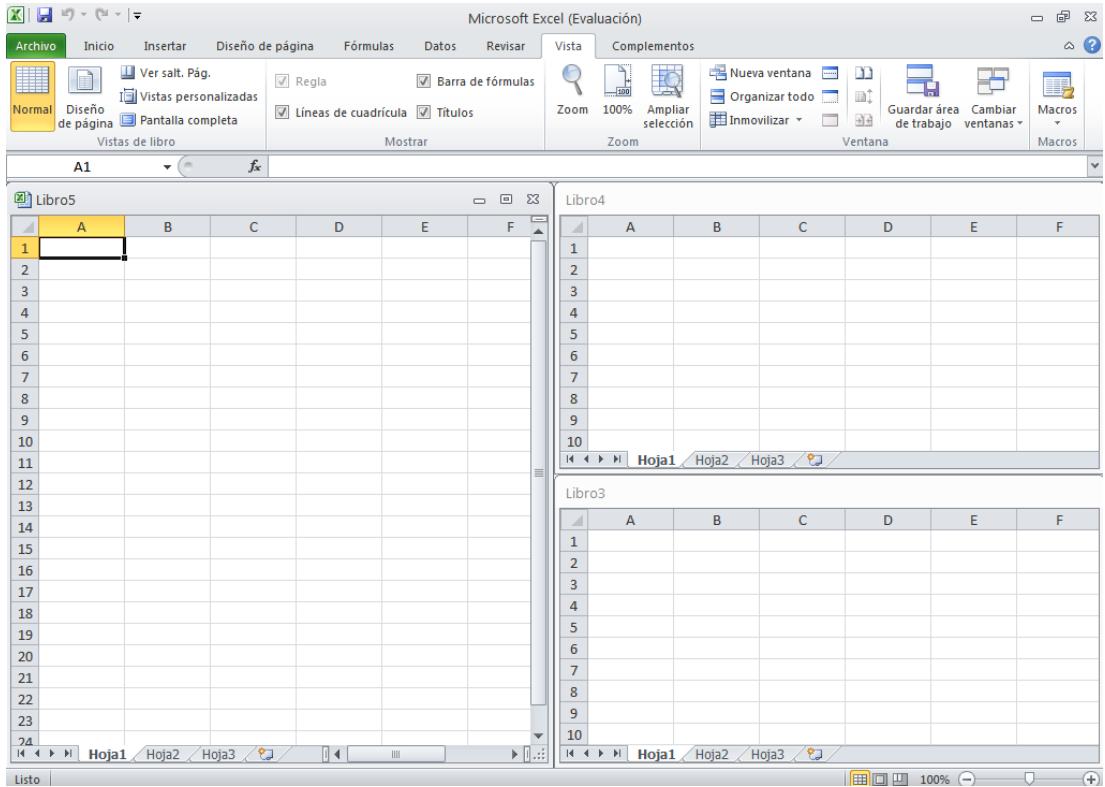 Microsoft Excel (Evaluación)
Archivo Inicio Insertar Diseño de página Fórmulas Datos Revisar Vista Complementos
Normal
Diseño de página
Ver salt. Pág.
Vistas personalizadas
Pantalla completa
Vistas de libro
Regla
Barra de fórmulas
Líneas de cuadrícula
Títulos
Mostrar
Zoom
100%
Ampliar selección
Zoom
Nueva ventana
Organizar todo
Inmovilizar
Guardar área de trabajo
Cambiar ventanas
Ventana
Macros
Macros
A1
fx
Libro5
A B C D E F
1
2
3
4
5
6
7
8
9
10
11
12
13
14
15
16
17
18
19
20
21
22
23
24
Hoja1 Hoja2 Hoja3
Libro4
A B C D E F
1
2
3
4
5
6
7
8
9
10
Hoja1 Hoja2 Hoja3
Libro3
A B C D E F
1
2
3
4
5
6
7
8
9
10
Hoja1 Hoja2 Hoja3
Listo
100%